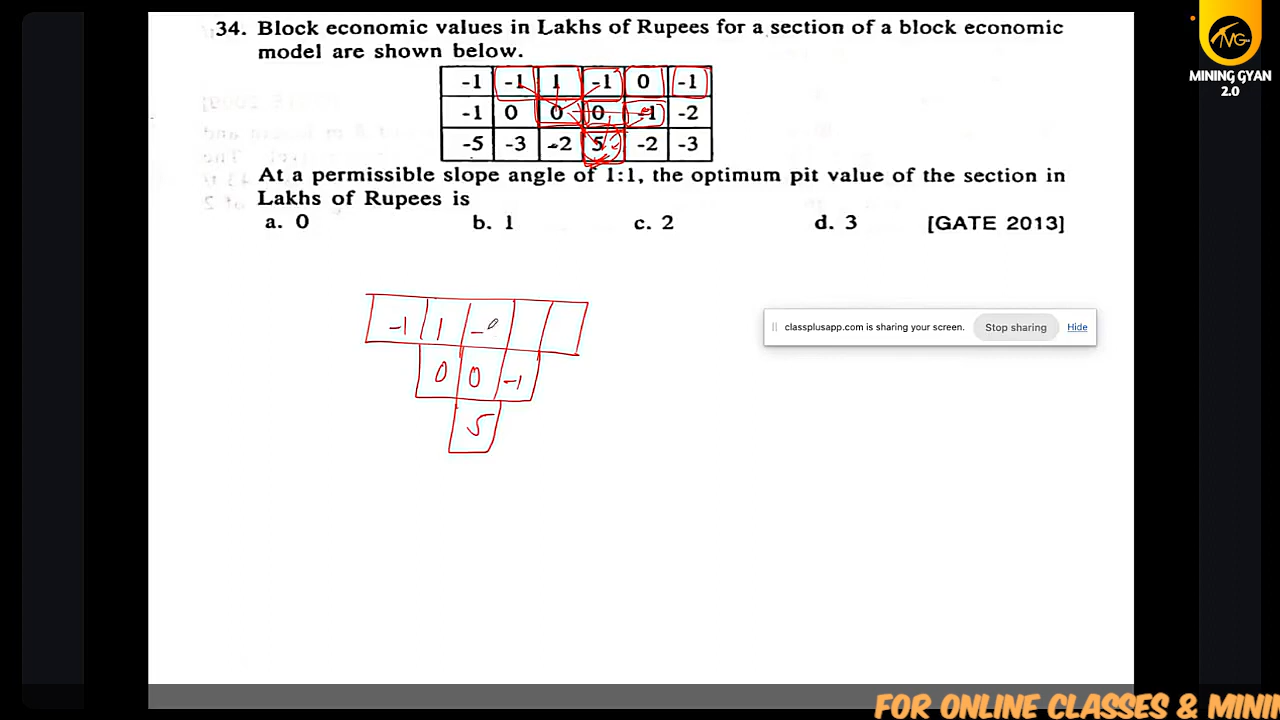 34. Block economic values in Lakhs of Rupees for a section of a block economic
model are shown below.
-1 -1 1 -1 0 -1
-1 0 0 0 -1 -2
-5 -3 -2 5 -2 -3
At a permissible slope angle of 1:1, the optimum pit value of the section in
Lakhs of Rupees is
a. 0 b. 1 c. 2 d. 3 [GATE 2013]
-1 1 -
0 0 -1
5
classplusapp.com is sharing your screen. Stop sharing Hide
TVG
MINING GYAN
2.0
FOR ONLINE CLASSES & MINI